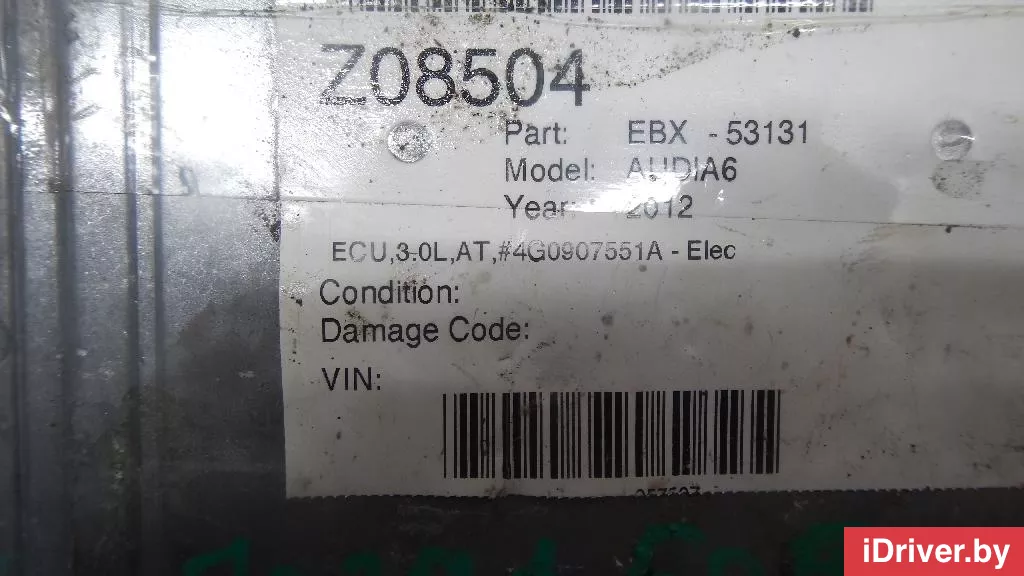 Z08504
Part: EBX - 53131
Model: AUDIA6
Year: 2012
ECU,3.0L,AT,#4G0907551A - Elec
Condition:
Damage Code:
VIN:
iDriver.by